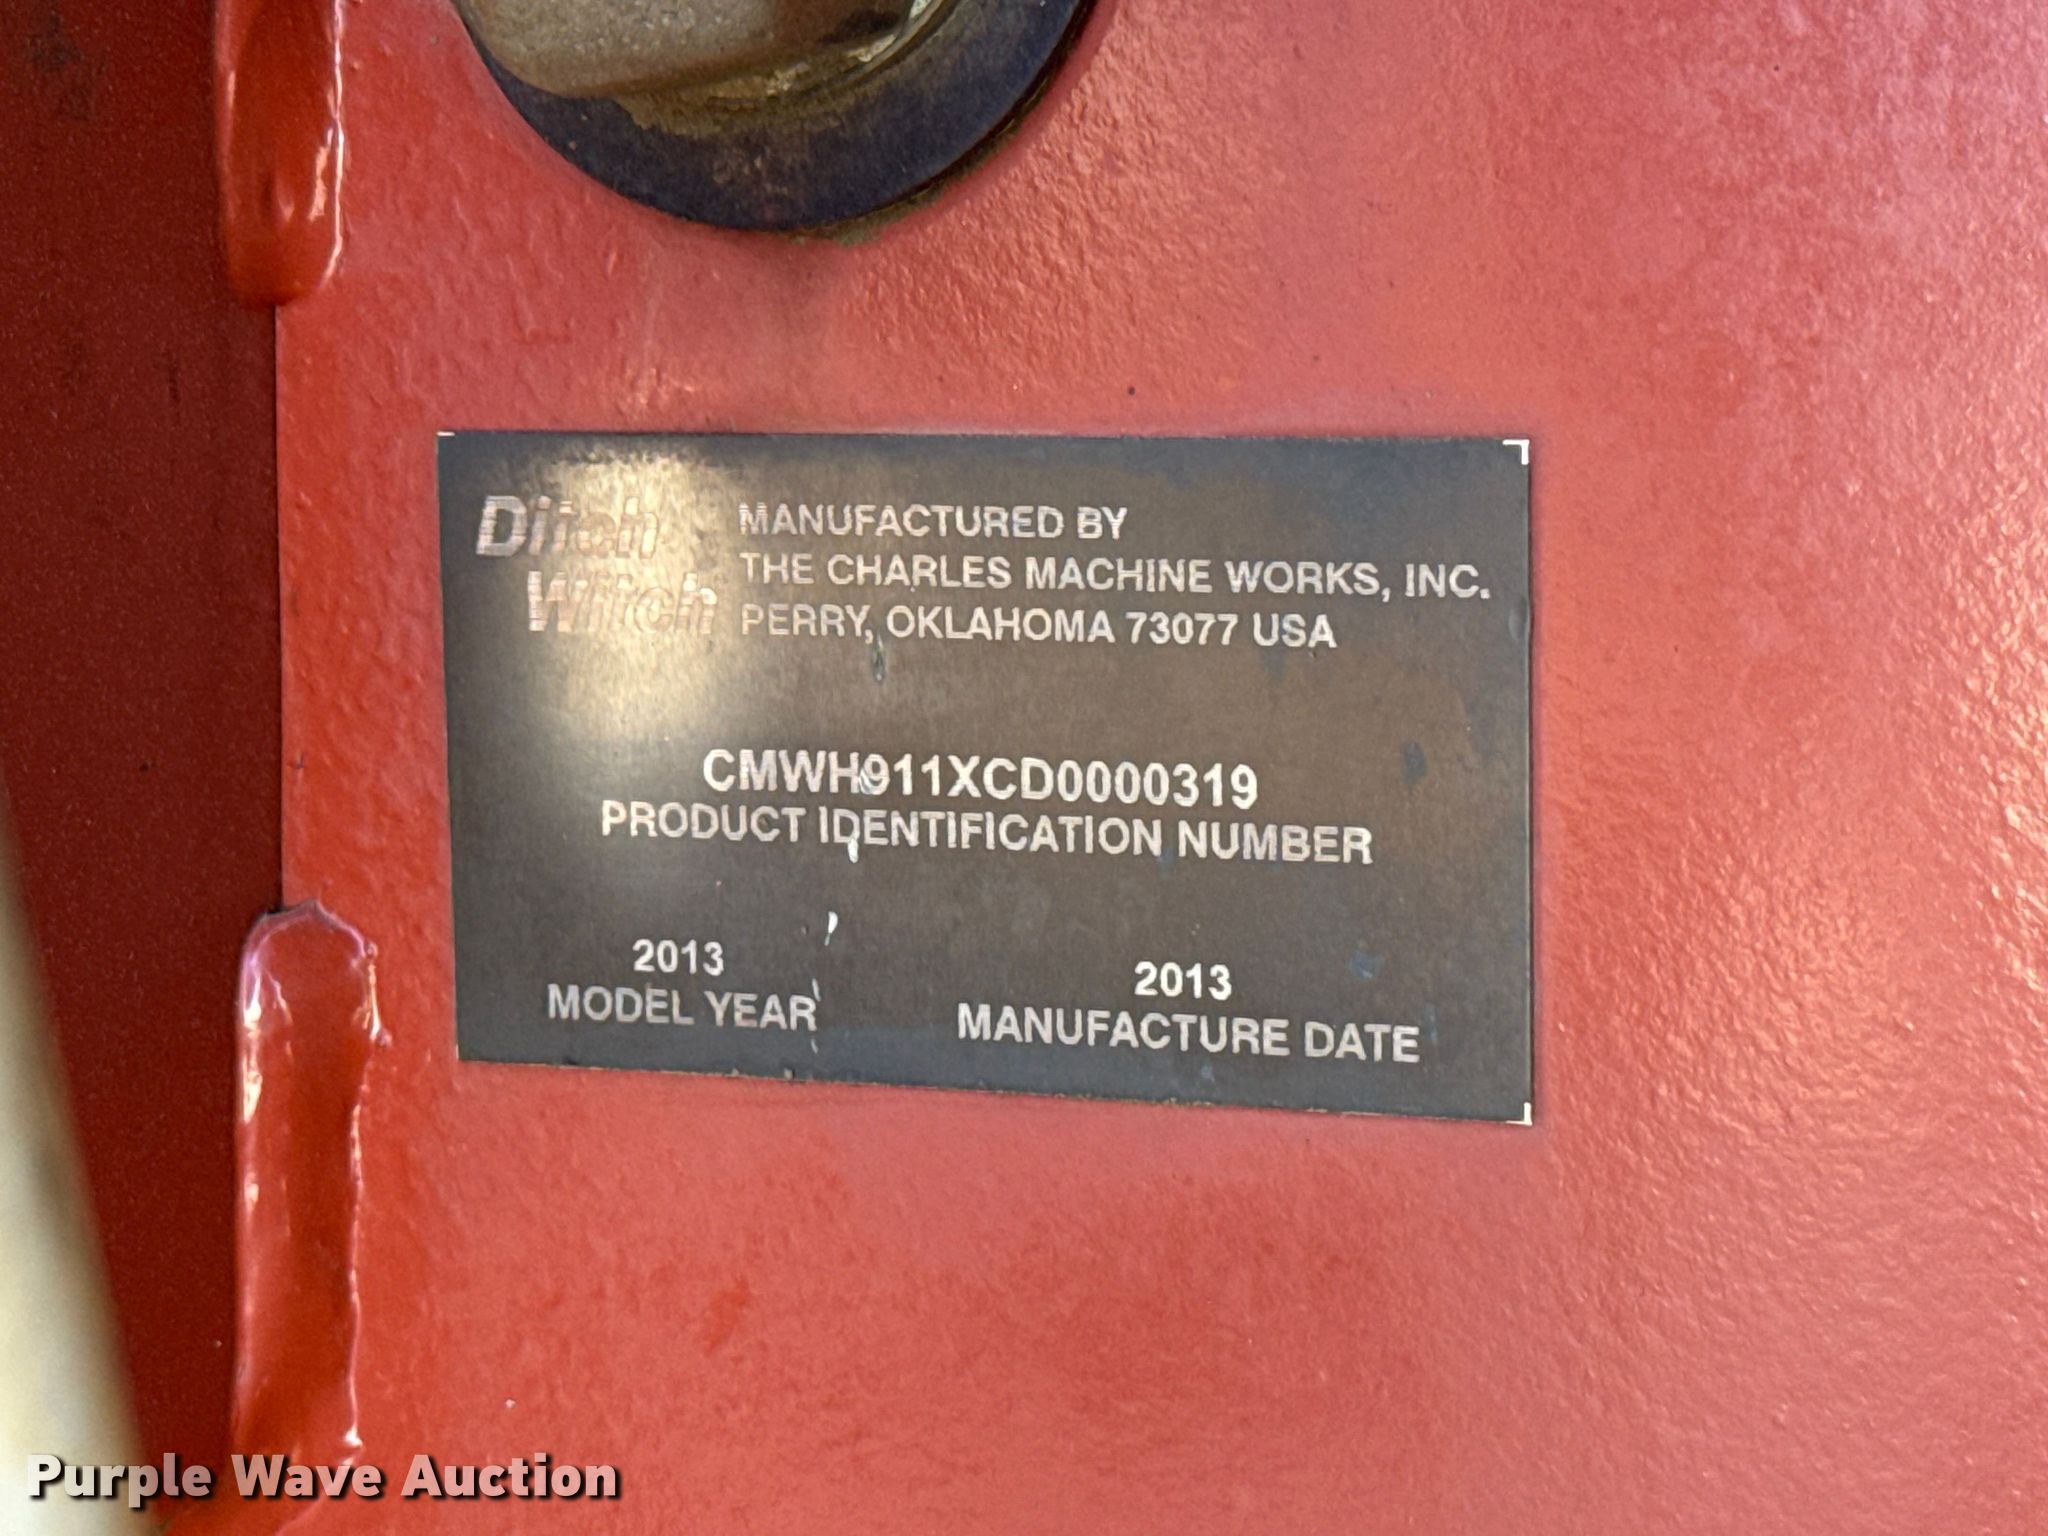 Ditch
Witch
MANUFACTURED BY
THE CHARLES MACHINE WORKS, INC.
PERRY, OKLAHOMA 73077 USA
CMWH911XCD0000319
PRODUCT IDENTIFICATION NUMBER
2013
MODEL YEAR
2013
MANUFACTURE DATE
Purple Wave Auction